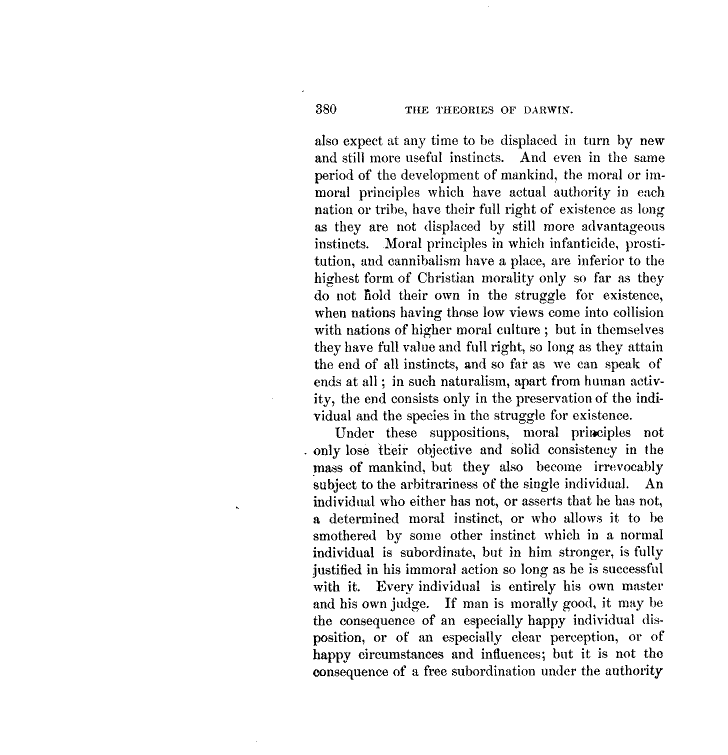 380 THE THEORIES OF DARWIN.
also expect at any time to be displaced in turn by new
and still more useful instincts. And even in the same
period of the development of mankind, the moral or im-
moral principles which have actual authority in each
nation or tribe, have their full right of existence as long
as they are not displaced by still more advantageous
instincts. Moral principles in which infanticide, prosti-
tution, and cannibalism have a place, are inferior to the
highest form of Christian morality only so far as they
do not hold their own in the struggle for existence,
when nations having those low views come into collision
with nations of higher moral culture ; but in themselves
they have full value and full right, so long as they attain
the end of all instincts, and so far as we can speak of
ends at all ; in such naturalism, apart from human activ-
ity, the end consists only in the preservation of the indi-
vidual and the species in the struggle for existence.
Under these suppositions, moral principles not
only lose their objective and solid consistency in the
mass of mankind, but they also become irrevocably
subject to the arbitrariness of the single individual. An
individual who either has not, or asserts that he has not,
a determined moral instinct, or who allows it to be
smothered by some other instinct which in a normal
individual is subordinate, but in him stronger, is fully
justified in his immoral action so long as he is successful
with it. Every individual is entirely his own master
and his own judge. If man is morally good, it may be
the consequence of an especially happy individual dis-
position, or of an especially clear perception, or of
happy circumstances and influences; but it is not the
consequence of a free subordination under the authority